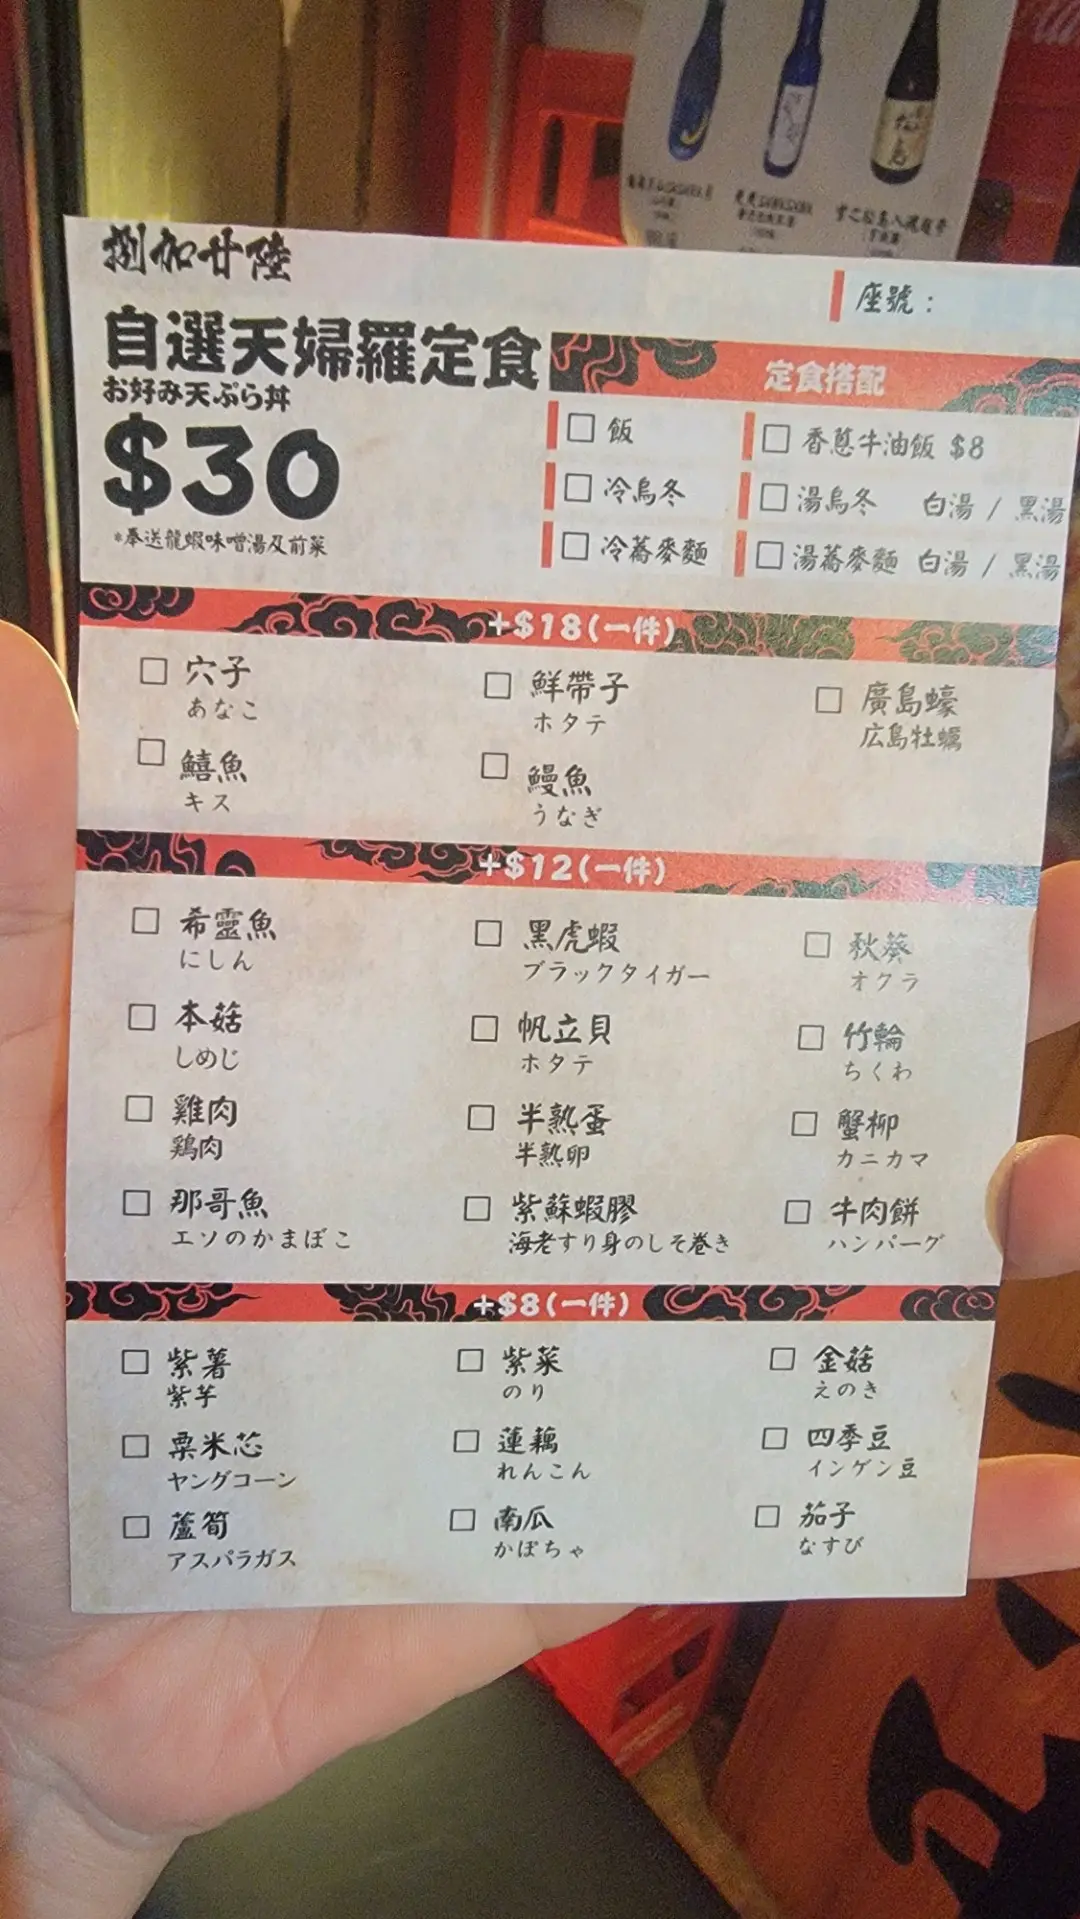 捌加廿陸
座號：
自選天婦羅定食
お好み天ぷら丼
$30
*奉送龍蝦味噌湯及前菜
定食搭配
飯
香蔥牛油飯 $8
冷烏冬
湯烏冬 白湯 / 黑湯
冷蕎麥麵
湯蕎麥麵 白湯 / 黑湯
+$18(一件)
穴子
あなこ
鮮帶子
ホタテ
廣島蠔
広島牡蠣
鱚魚
キス
鰻魚
うなぎ
+$12(一件)
希靈魚
にしん
黑虎蝦
ブラックタイガー
秋葵
オクラ
本菇
しめじ
帆立貝
ホタテ
竹輪
ちくわ
雞肉
鶏肉
半熟蛋
半熟卵
蟹柳
カニカマ
那哥魚
エソのかまぼこ
紫蘇蝦膠
海老すり身のしそ巻き
牛肉餅
ハンバーグ
+$8(一件)
紫薯
紫芋
紫菜
のり
金菇
えのき
粟米芯
ヤングコーン
蓮藕
れんこん
四季豆
インゲン豆
蘆筍
アスパラガス
南瓜
かぼちゃ
茄子
なすび